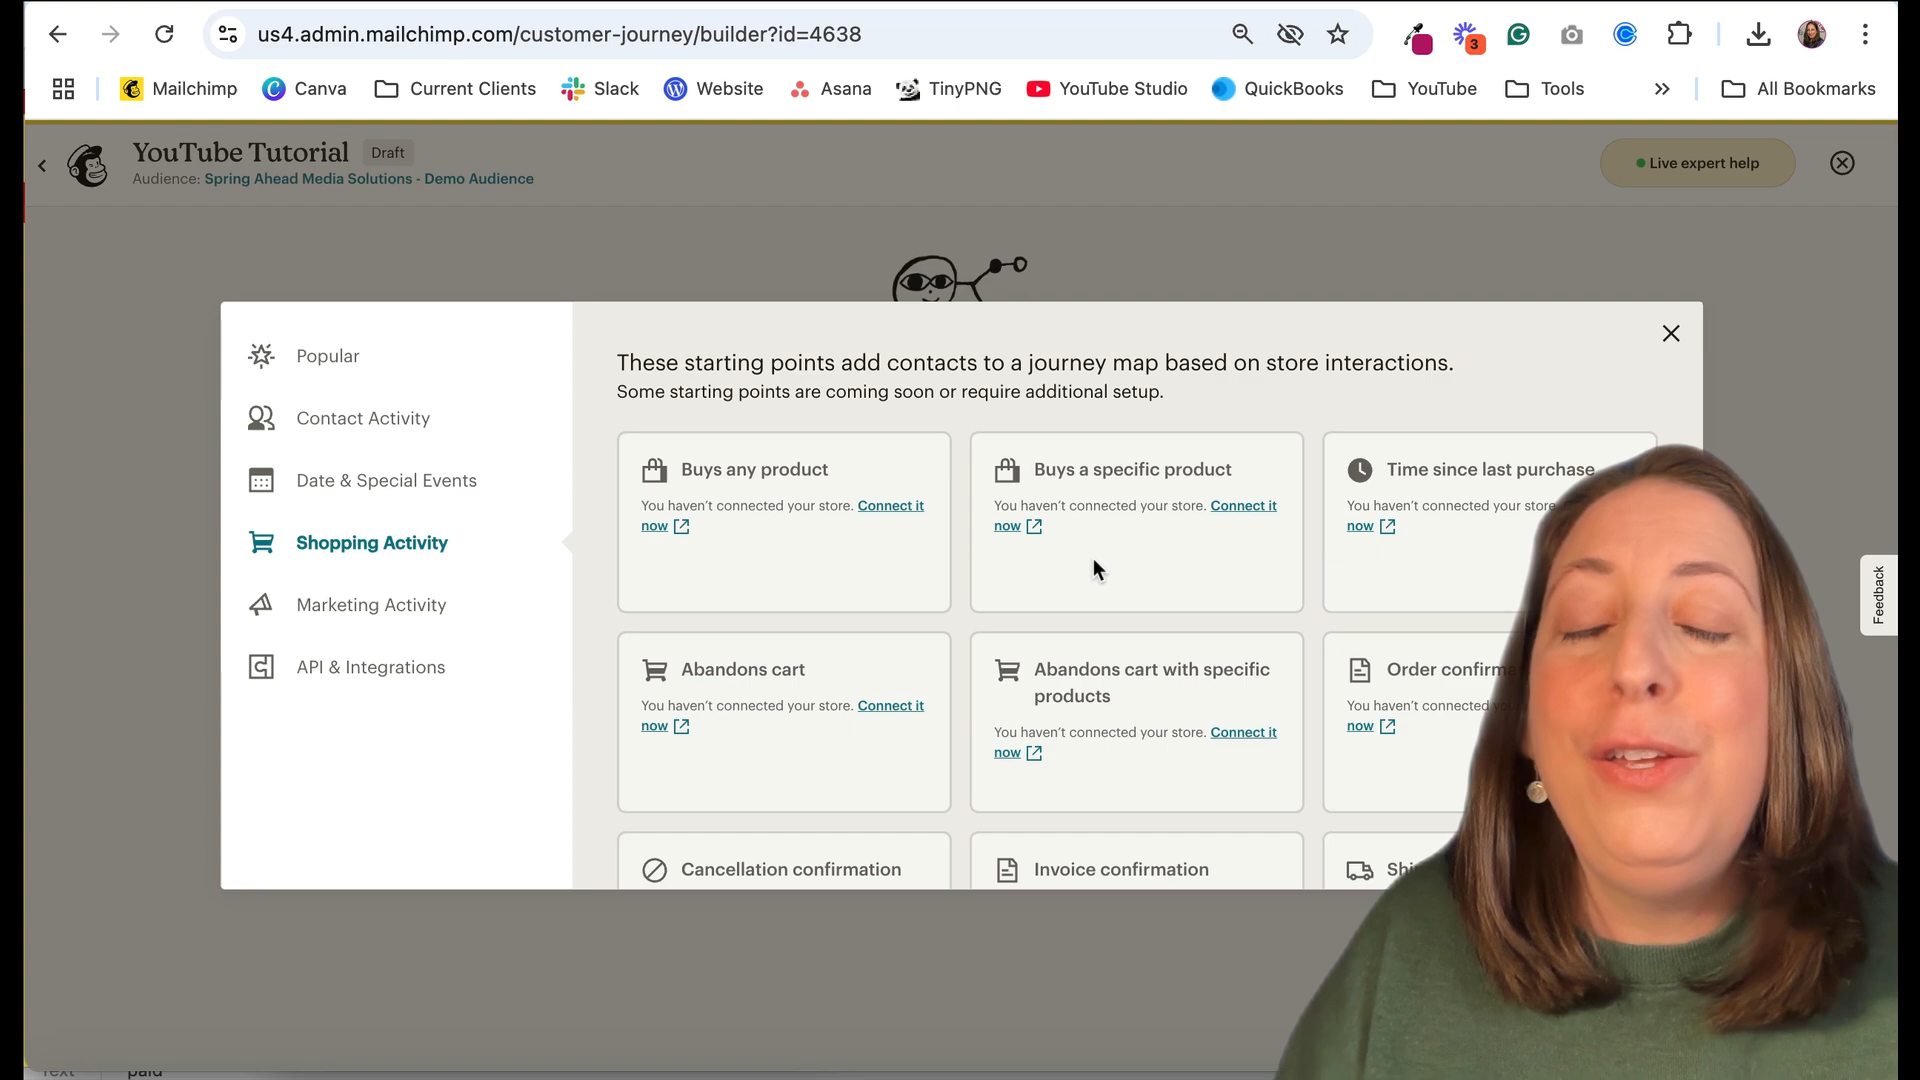 us4.admin.mailchimp.com/customer-journey/builder?id=4638
3
Mailchimp Canva Current Clients Slack Website Asana TinyPNG YouTube Studio QuickBooks YouTube Tools All Bookmarks
YouTube Tutorial Draft
Audience: Spring Ahead Media Solutions - Demo Audience
Live expert help
Popular
Contact Activity
Date & Special Events
Shopping Activity
Marketing Activity
API & Integrations
These starting points add contacts to a journey map based on store interactions.
Some starting points are coming soon or require additional setup.
Buys any product
You haven't connected your store. Connect it
now
Buys a specific product
You haven't connected your store. Connect it
now
Time since last purchase
You haven't connected your store
now
Abandons cart
You haven't connected your store. Connect it
now
Abandons cart with specific
products
You haven't connected your store. Connect it
now
Order
You haven't connected
now
Cancellation confirmation
Invoice confirmation
Feedback
paid